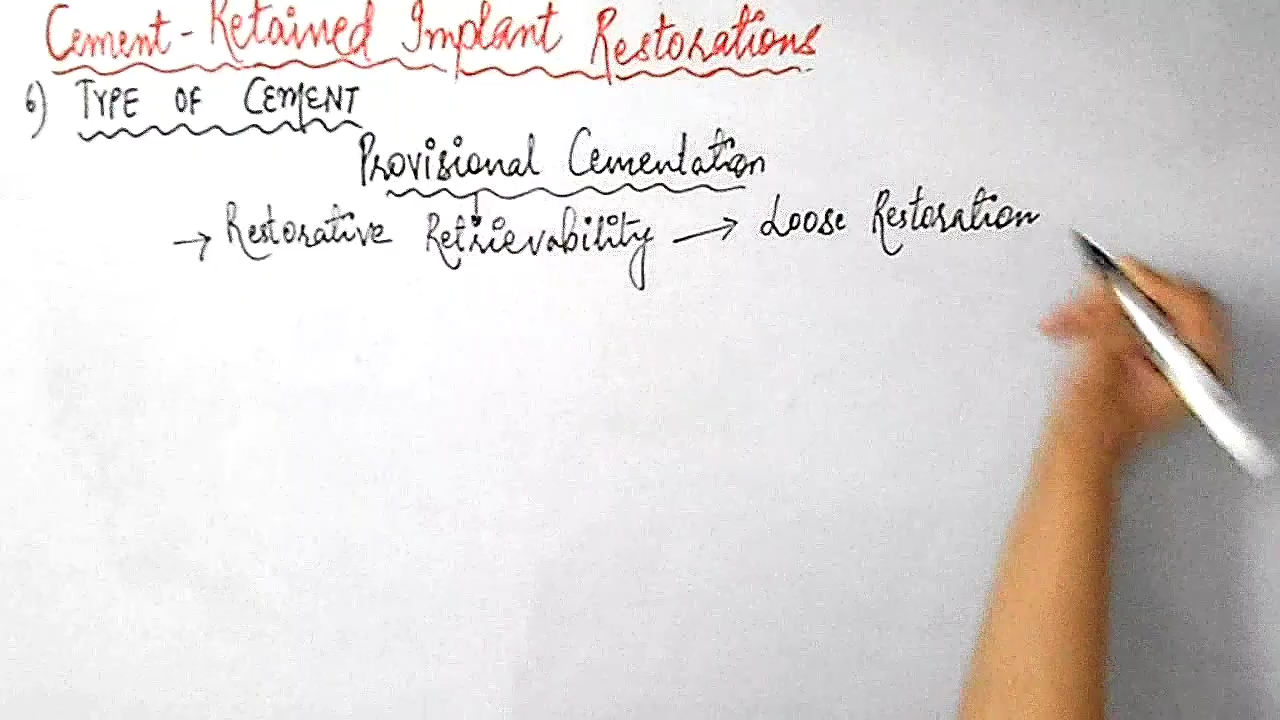 Cement-Retained Implant Restorations
6) TYPE OF CEMENT
Provisional Cementation
→ Restorative Retrievability → Loose Restoration